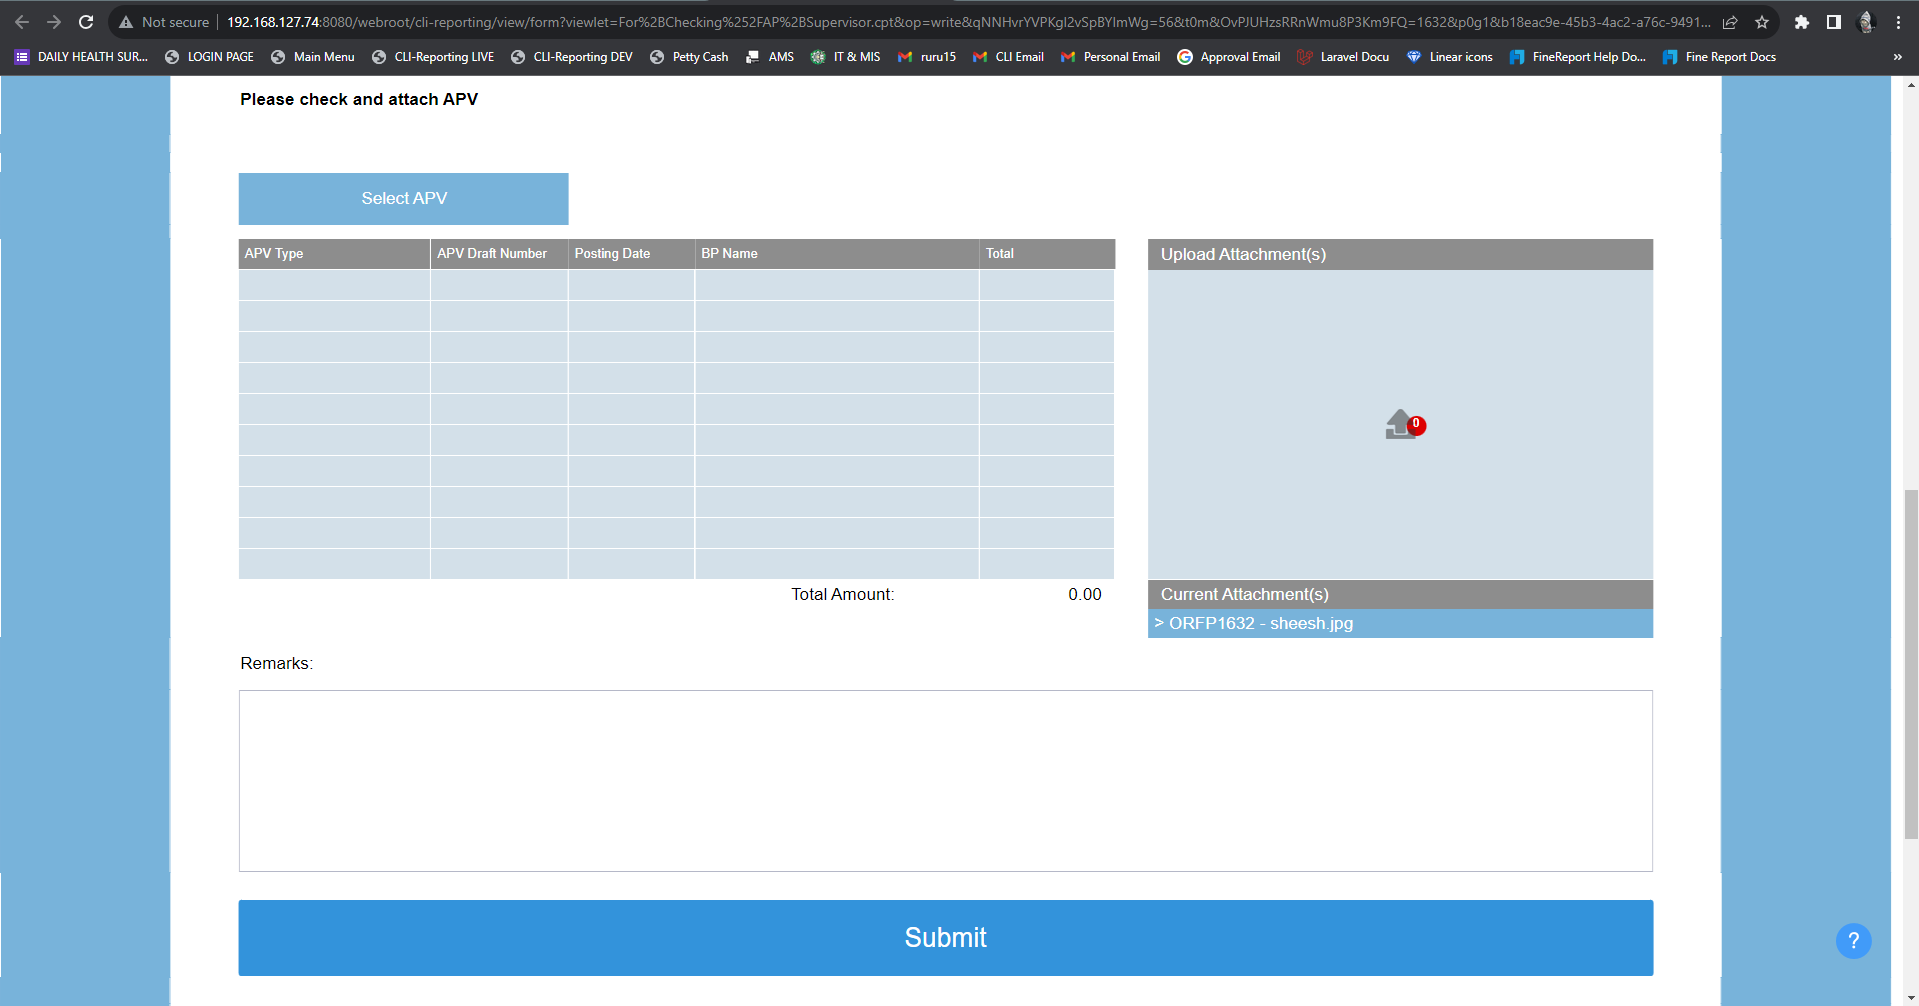 Not secure | 192.168.127.74:8080/webroot/cli-reporting/view/form?viewlet=For%2BChecking%252FAP%2BSupervisor.cpt&op=write&qNNHvrYVPKgI2vSpBYImWg=56&t0m&OvPJUHzsRRnWmu8P3Km9FQ=1632&p0g1&b18eac9e-45b3-4ac2-a76c-9491...
DAILY HEALTH SUR... LOGIN PAGE Main Menu CLI-Reporting LIVE CLI-Reporting DEV Petty Cash AMS IT & MIS ruru15 CLI Email Personal Email Approval Email Laravel Docu Linear icons FineReport Help Do... Fine Report Docs »
Please check and attach APV
Select APV
APV Type APV Draft Number Posting Date BP Name Total
Upload Attachment(s)
0
Total Amount: 0.00
Current Attachment(s)
> ORFP1632 - sheesh.jpg
Remarks:
Submit
?